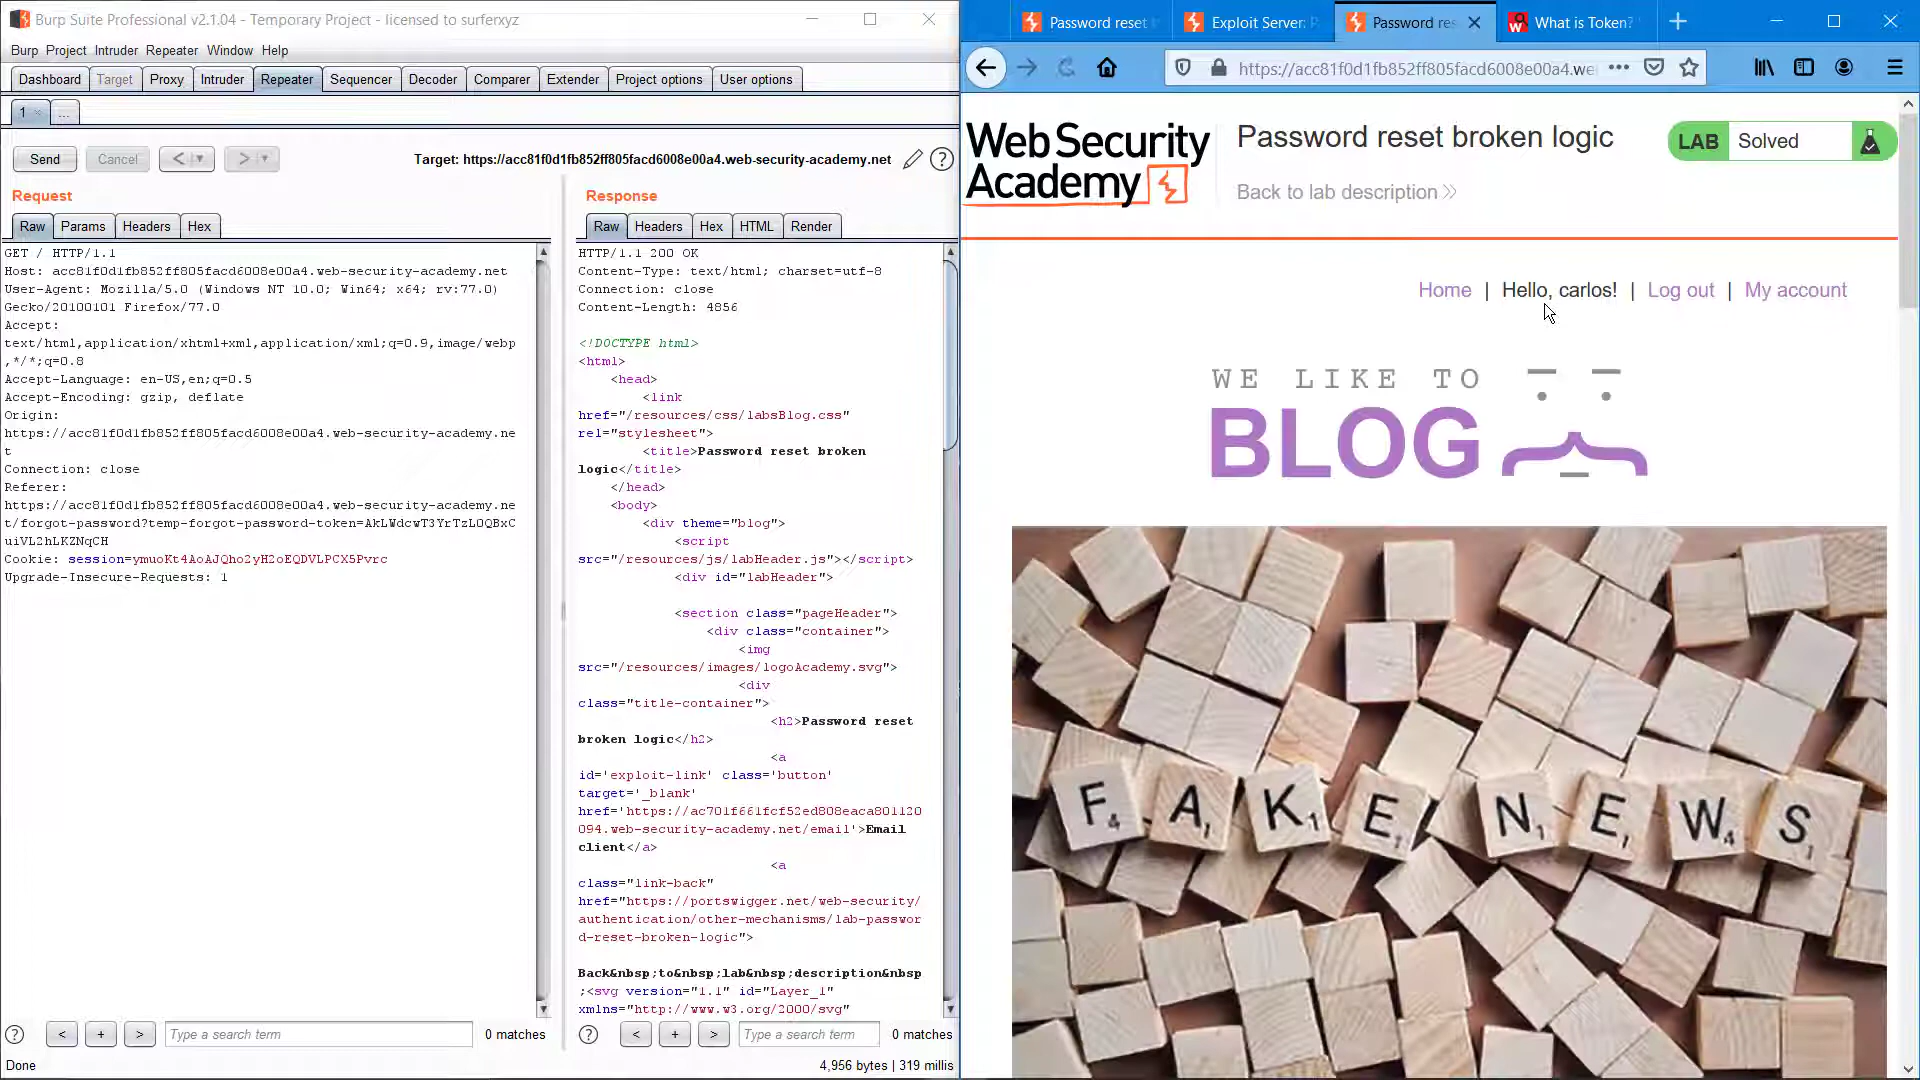 Burp Suite Professional v2.1.04 - Temporary Project - licensed to surferxyz
Burp Project Intruder Repeater Window Help
Dashboard Target Proxy Intruder Repeater Sequencer Decoder Comparer Extender Project options User options
1 × ...
Send Cancel < >
Target: https://acc81f0d1fb852ff805facd6008e00a4.web-security-academy.net
Request
Raw Params Headers Hex
GET / HTTP/1.1
Host: acc81f0d1fb852ff805facd6008e00a4.web-security-academy.net
User-Agent: Mozilla/5.0 (Windows NT 10.0; Win64; x64; rv:77.0)
Gecko/20100101 Firefox/77.0
Accept:
text/html,application/xhtml+xml,application/xml;q=0.9,image/webp
,*/*;q=0.8
Accept-Language: en-US,en;q=0.5
Accept-Encoding: gzip, deflate
Origin:
https://acc81f0d1fb852ff805facd6008e00a4.web-security-academy.ne
t
Connection: close
Referer:
https://acc81f0d1fb852ff805facd6008e00a4.web-security-academy.ne
t/forgot-password?temp-forgot-password-token=AkLWdcwT3YrTzL0QBxC
uiVL2hLKZNqCH
Cookie: session=ymuoKt4AoAJQho2yH2oEQDVLPCX5Pvrc
Upgrade-Insecure-Requests: 1
? < + > Type a search term 0 matches
Done
Response
Raw Headers Hex HTML Render
HTTP/1.1 200 OK
Content-Type: text/html; charset=utf-8
Connection: close
Content-Length: 4856
<!DOCTYPE html>
<html>
<head>
<link
href="/resources/css/labsBlog.css"
rel="stylesheet">
<title>Password reset broken
logic</title>
</head>
<body>
<div theme="blog">
<script
src="/resources/js/labHeader.js"></script>
<div id="labHeader">
<section class="pageHeader">
<div class="container">
<img
src="/resources/images/logoAcademy.svg">
<div
class="title-container">
<h2>Password reset
broken logic</h2>
<a
id='exploit-link' class='button'
target='_blank'
href='https://ac701f661fcf52ed808eaca801120
094.web-security-academy.net/email'>Email
client</a>
<a
class="link-back"
href="https://portswigger.net/web-security/
authentication/other-mechanisms/lab-passwor
d-reset-broken-logic">
Back&nbsp;to&nbsp;lab&nbsp;description&nbsp
;<svg version="1.1" id="Layer_1"
xmlns="http://www.w3.org/2000/svg"
? < + > Type a search term 0 matches
4,956 bytes | 319 millis
Password reset
Exploit Server:
Password res
What is Token?
https://acc81f0d1fb852ff805facd6008e00a4.we
Web Security
Academy
Password reset broken logic
Back to lab description
LAB Solved
Home | Hello, carlos! | Log out | My account
WE LIKE TO
BLOG
F4 A1 K1 E1 N1 E1 W4 S1